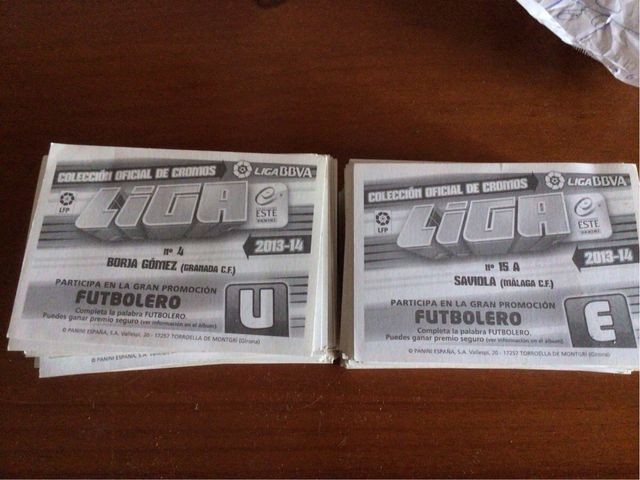 COLECCIÓN OFICIAL DE CROMOS
LIGA BBVA
LIGA
LFP
ESTE
PANINI
2013-14
nº 4
BORJA GÓMEZ (GRANADA C.F.)
PARTICIPA EN LA GRAN PROMOCIÓN
FUTBOLERO
Completa la palabra FUTBOLERO.
Puedes ganar premio seguro (ver información en el álbum).
U
© PANINI ESPAÑA, S.A. Vallespí, 20 - 17257 TORROELLA DE MONTGRÍ (Girona)
COLECCIÓN OFICIAL DE CROMOS
LIGA BBVA
LIGA
LFP
ESTE
PANINI
2013-14
nº 15 A
SAVIOLA (MÁLAGA C.F.)
PARTICIPA EN LA GRAN PROMOCIÓN
FUTBOLERO
Completa la palabra FUTBOLERO.
Puedes ganar premio seguro (ver información en el álbum).
E
© PANINI ESPAÑA, S.A. Vallespí, 20 - 17257 TORROELLA DE MONTGRÍ (Girona)